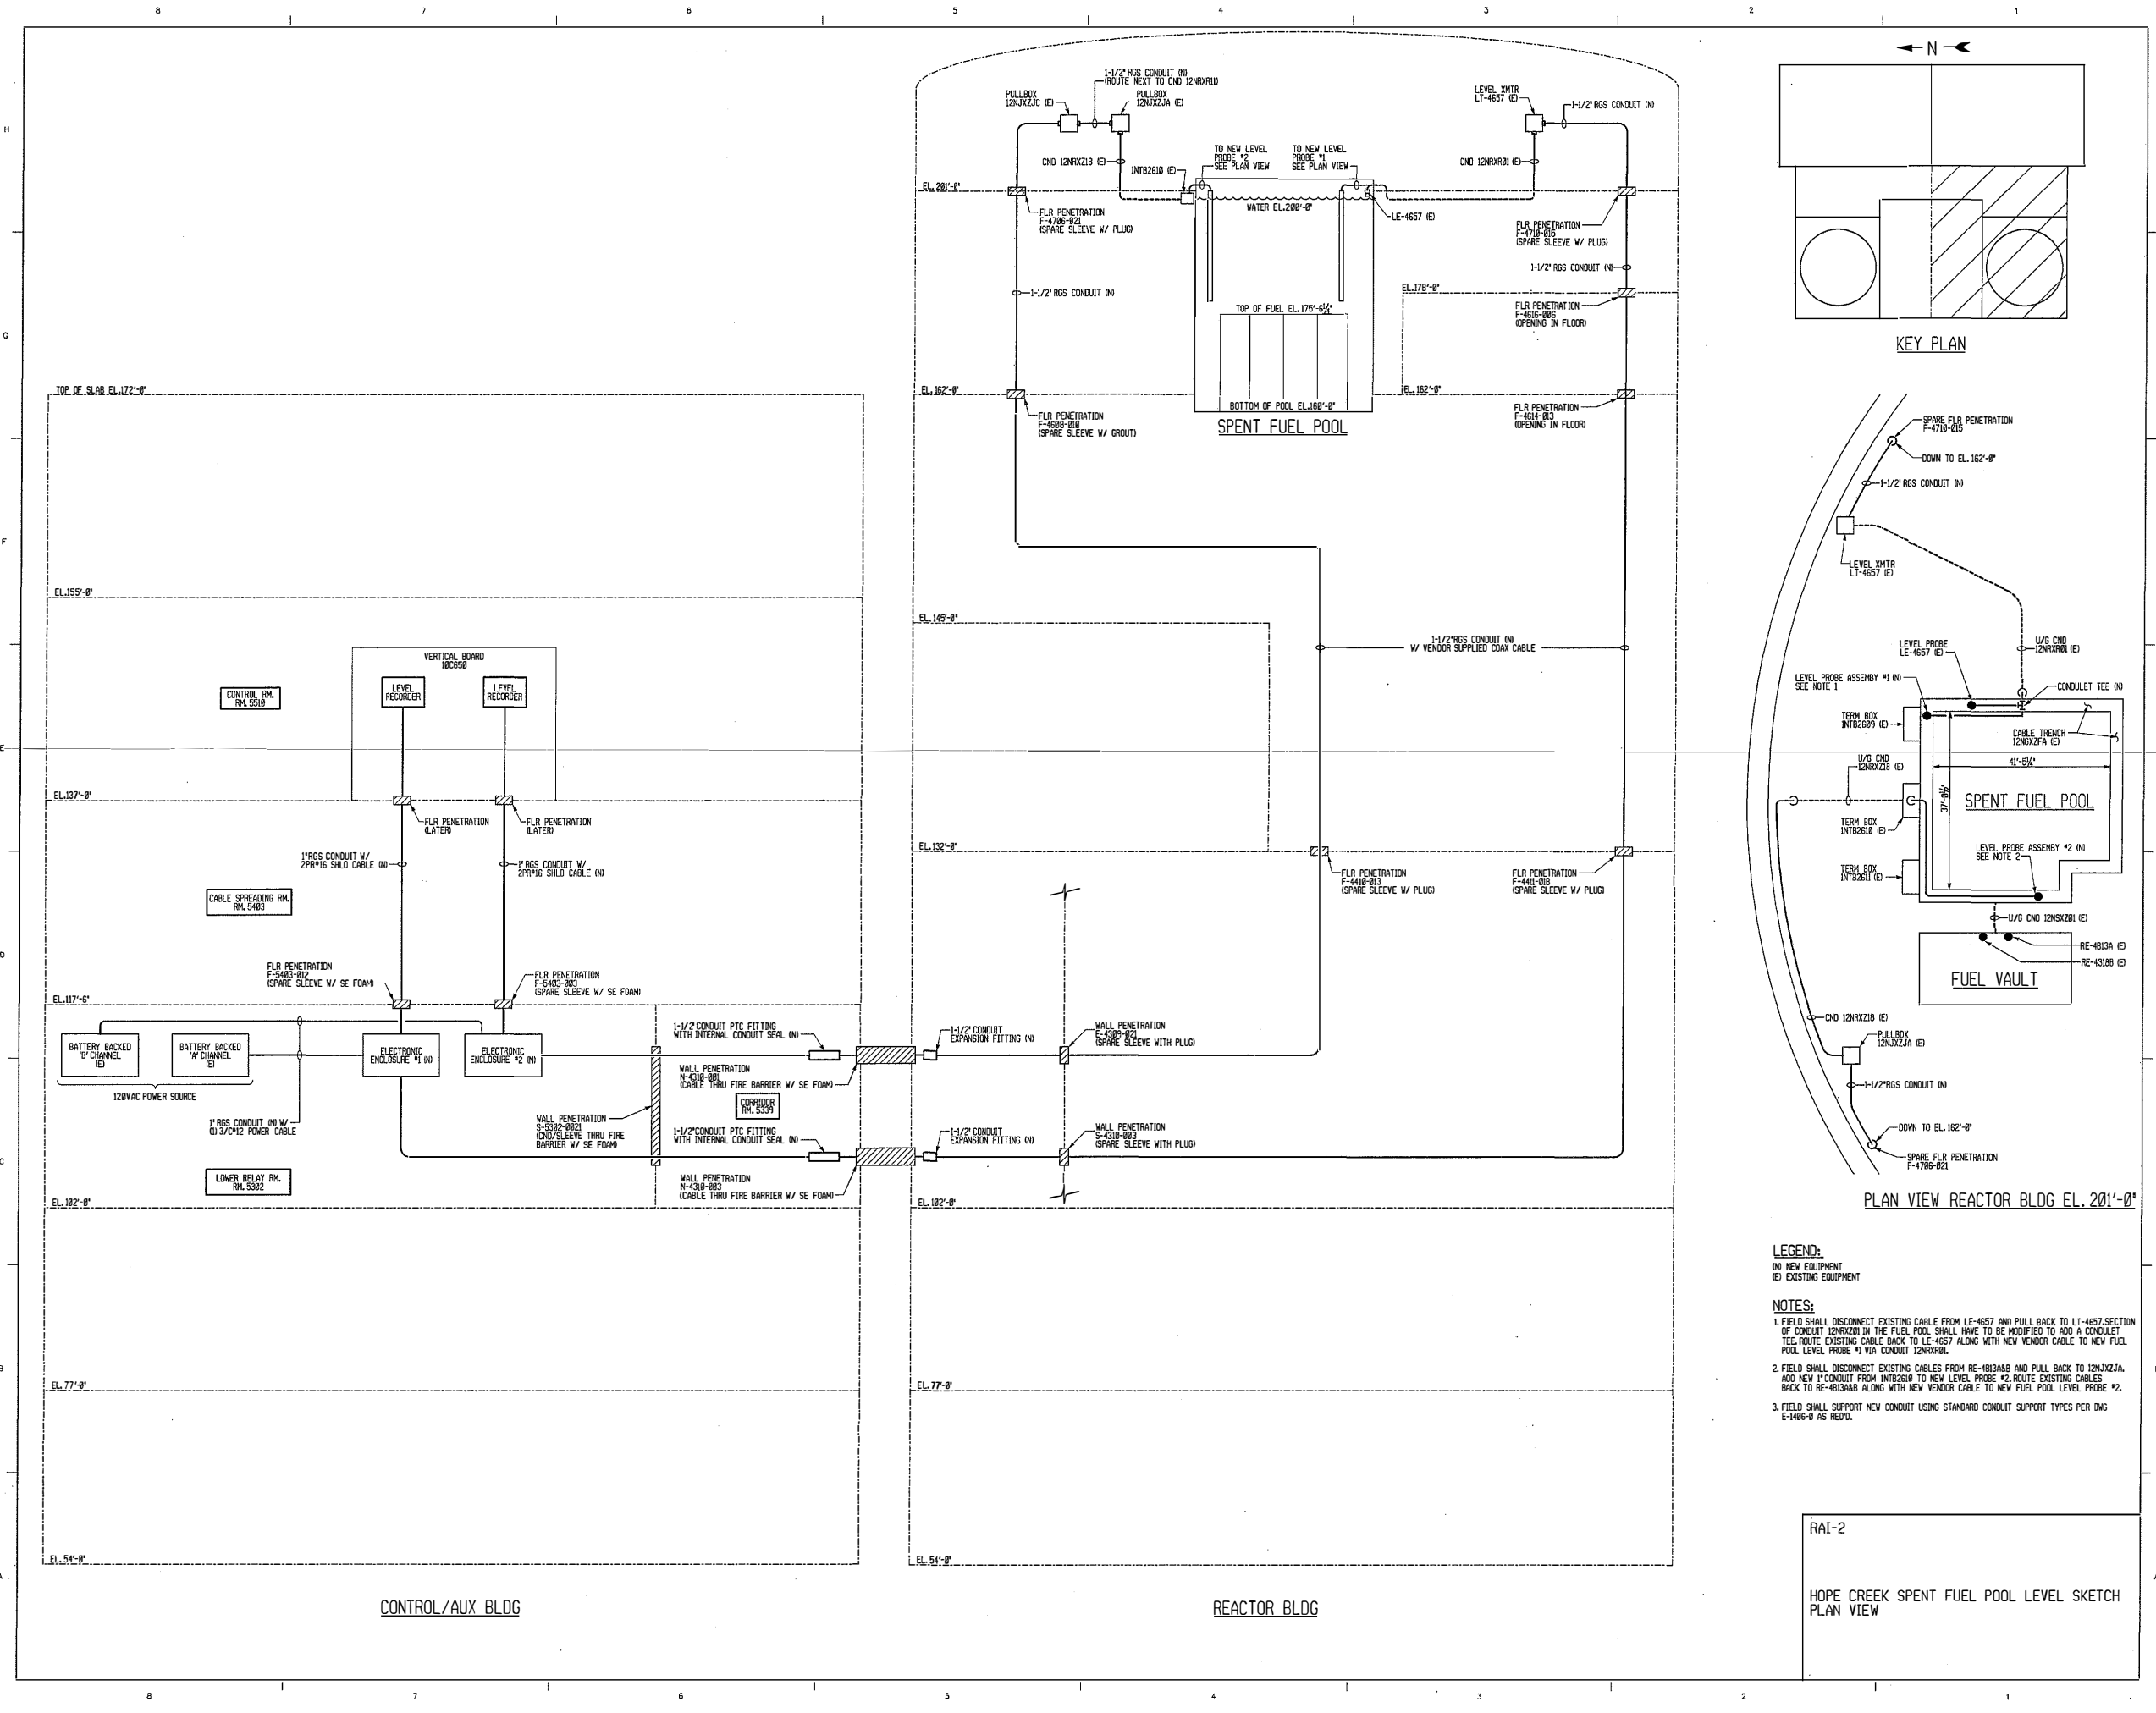 8 7 6 5 4 3 2 1
H
G
F
E
D
C
B
A
1-1/2" RGS CONDUIT (N)
(ROUTE NEXT TO CND 12NRXR11)
PULLBOX
12NJXZJC (E)
PULLBOX
12NJXZJA (E)
LEVEL XMTR
LT-4657 (E)
1-1/2" RGS CONDUIT (N)
CND 12NRXZ18 (E)
1NTB2610 (E)
TO NEW LEVEL
PROBE #2
SEE PLAN VIEW
TO NEW LEVEL
PROBE #1
SEE PLAN VIEW
CND 12NRXR01 (E)
EL. 201'-0"
WATER EL.200'-0"
LE-4657 (E)
FLR PENETRATION
F-4706-021
(SPARE SLEEVE W/ PLUG)
FLR PENETRATION
F-4710-015
(SPARE SLEEVE W/ PLUG)
1-1/2" RGS CONDUIT (N)
1-1/2" RGS CONDUIT (N)
EL.178'-0"
TOP OF FUEL EL.175'-6¼"
FLR PENETRATION
F-4616-006
(OPENING IN FLOOR)
EL. 162'-0"
EL. 162'-0"
BOTTOM OF POOL EL.160'-0"
SPENT FUEL POOL
FLR PENETRATION
F-4608-010
(SPARE SLEEVE W/ GROUT)
FLR PENETRATION
F-4614-013
(OPENING IN FLOOR)
EL. 145'-0"
1-1/2"RGS CONDUIT (N)
W/ VENDOR SUPPLIED COAX CABLE
EL. 132'-0"
FLR PENETRATION
F-4410-013
(SPARE SLEEVE W/ PLUG)
FLR PENETRATION
F-4411-018
(SPARE SLEEVE W/ PLUG)
TOP OF SLAB EL.172'-0"
EL.155'-0"
VERTICAL BOARD
10C650
LEVEL
RECORDER
LEVEL
RECORDER
CONTROL RM.
RM. 5510
EL.137'-0"
FLR PENETRATION
(LATER)
FLR PENETRATION
(LATER)
1"RGS CONDUIT W/
2PR#16 SHLD CABLE (N)
1"RGS CONDUIT W/
2PR#16 SHLD CABLE (N)
CABLE SPREADING RM.
RM. 5403
FLR PENETRATION
F-5403-012
(SPARE SLEEVE W/ SE FOAM)
FLR PENETRATION
F-5403-003
(SPARE SLEEVE W/ SE FOAM)
EL.117'-6"
BATTERY BACKED
'B' CHANNEL
(E)
BATTERY BACKED
'A' CHANNEL
(E)
ELECTRONIC
ENCLOSURE #1 (N)
ELECTRONIC
ENCLOSURE #2 (N)
120VAC POWER SOURCE
1" RGS CONDUIT (N) W/
(1) 3/C#12 POWER CABLE
1-1/2"CONDUIT PTC FITTING
WITH INTERNAL CONDUIT SEAL (N)
WALL PENETRATION
N-4310-001
(CABLE THRU FIRE BARRIER W/ SE FOAM)
CORRIDOR
RM. 5339
WALL PENETRATION
S-5302-0021
(CND/SLEEVE THRU FIRE
BARRIER W/ SE FOAM)
1-1/2"CONDUIT PTC FITTING
WITH INTERNAL CONDUIT SEAL (N)
WALL PENETRATION
N-4310-003
(CABLE THRU FIRE BARRIER W/ SE FOAM)
1-1/2" CONDUIT
EXPANSION FITTING (N)
WALL PENETRATION
E-4309-021
(SPARE SLEEVE WITH PLUG)
1-1/2" CONDUIT
EXPANSION FITTING (N)
WALL PENETRATION
S-4310-003
(SPARE SLEEVE WITH PLUG)
LOWER RELAY RM.
RM. 5302
EL. 102'-0"
EL. 102'-0"
EL. 77'-0"
EL. 77'-0"
EL. 54'-0"
EL. 54'-0"
CONTROL/AUX BLDG
REACTOR BLDG
N
KEY PLAN
SPARE FLR PENETRATION
F-4710-015
DOWN TO EL. 162'-0"
1-1/2" RGS CONDUIT (N)
LEVEL XMTR
LT-4657 (E)
LEVEL PROBE
LE-4657 (E)
U/G CND
12NRXR01 (E)
LEVEL PROBE ASSEMBY #1 (N)
SEE NOTE 1
CONDULET TEE (N)
TERM BOX
1NTB2609 (E)
CABLE TRENCH
12NGXZFA (E)
U/G CND
12NRXZ18 (E)
41'-5¼"
37'-0½"
SPENT FUEL POOL
TERM BOX
1NTB2610 (E)
LEVEL PROBE ASSEMBY #2 (N)
SEE NOTE 2
TERM BOX
1NTB2611 (E)
U/G CND 12NSXZ01 (E)
RE-4813A (E)
RE-4318B (E)
FUEL VAULT
CND 12NRXZ18 (E)
PULLBOX
12NJXZJA (E)
1-1/2"RGS CONDUIT (N)
DOWN TO EL. 162'-0"
SPARE FLR PENETRATION
F-4706-021
PLAN VIEW REACTOR BLDG EL. 201'-0"
LEGEND:
(N) NEW EQUIPMENT
(E) EXISTING EQUIPMENT
NOTES:
1. FIELD SHALL DISCONNECT EXISTING CABLE FROM LE-4657 AND PULL BACK TO LT-4657.SECTION
OF CONDUIT 12NRXZ01 IN THE FUEL POOL SHALL HAVE TO BE MODIFIED TO ADD A CONDULET
TEE. ROUTE EXISTING CABLE BACK TO LE-4657 ALONG WITH NEW VENDOR CABLE TO NEW FUEL
POOL LEVEL PROBE #1 VIA CONDUIT 12NRXR01.
2. FIELD SHALL DISCONNECT EXISTING CABLES FROM RE-4813A&B AND PULL BACK TO 12NJXZJA.
ADD NEW 1"CONDUIT FROM 1NTB2610 TO NEW LEVEL PROBE #2. ROUTE EXISTING CABLES
BACK TO RE-4813A&B ALONG WITH NEW VENDOR CABLE TO NEW FUEL POOL LEVEL PROBE #2.
3. FIELD SHALL SUPPORT NEW CONDUIT USING STANDARD CONDUIT SUPPORT TYPES PER DWG
E-1406-0 AS REQ'D.
RAI-2
HOPE CREEK SPENT FUEL POOL LEVEL SKETCH
PLAN VIEW
8 7 6 5 4 3 2 1